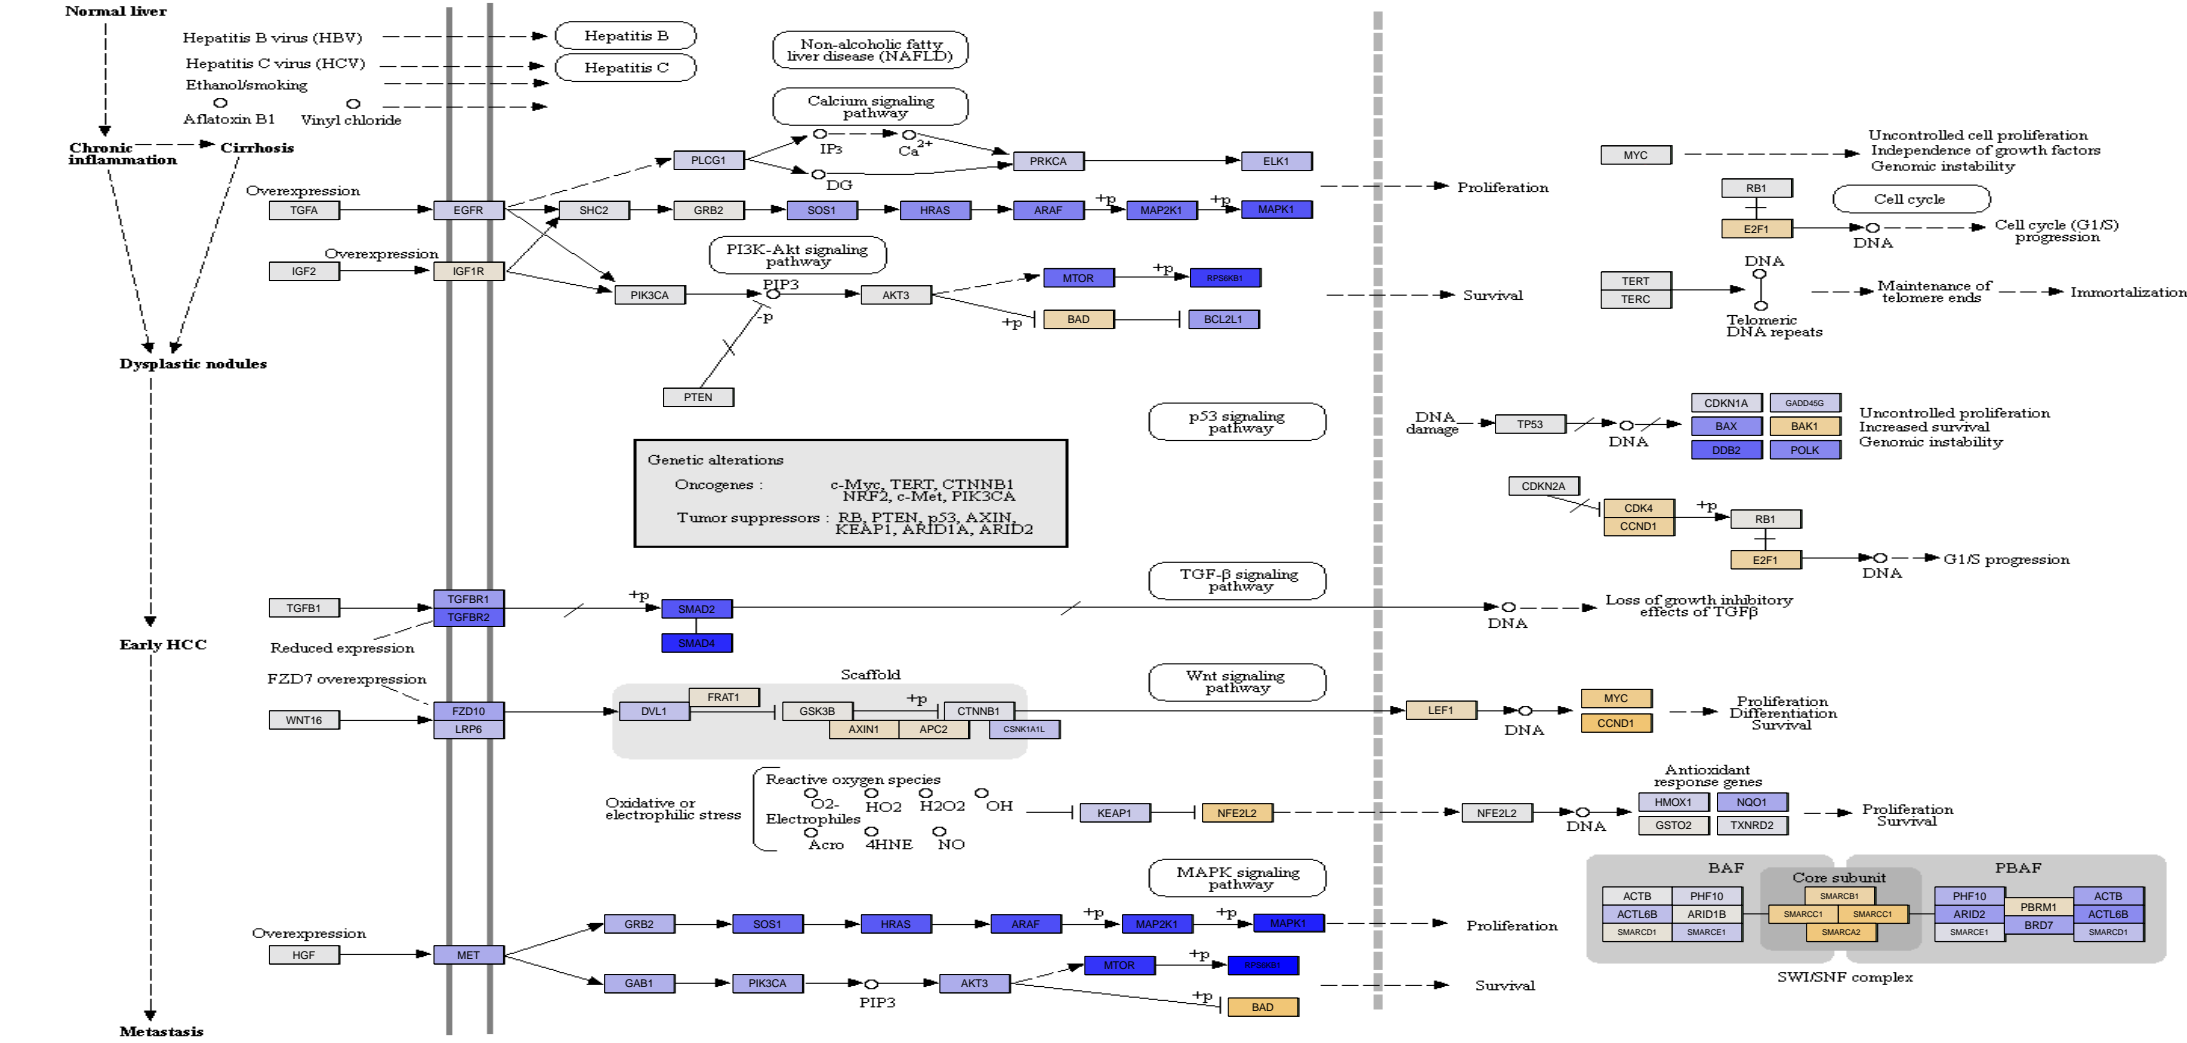 Normal liver
Hepatitis B virus (HBV)
Hepatitis B
Hepatitis C virus (HCV)
Hepatitis C
Ethanol/smoking
Aflatoxin B1
Vinyl chloride
Non-alcoholic fatty
liver disease (NAFLD)
Calcium signaling
pathway
Chronic
inflammation
Cirrhosis
IP3
Ca2+
DG
PLCG1
PRKCA
ELK1
Overexpression
TGFA
EGFR
SHC2
GRB2
SOS1
HRAS
ARAF
+p
MAP2K1
+p
MAPK1
Proliferation
MYC
Uncontrolled cell proliferation
Independence of growth factors
Genomic instability
RB1
Cell cycle
E2F1
DNA
Cell cycle (G1/S)
progression
Overexpression
IGF2
IGF1R
PI3K-Akt signaling
pathway
PIK3CA
PIP3
-p
AKT3
MTOR
+p
RPS6KB1
+p
BAD
BCL2L1
Survival
PTEN
TERT
TERC
DNA
Telomeric
DNA repeats
Maintenance of
telomere ends
Immortalization
Dysplastic nodules
p53 signaling
pathway
DNA
damage
TP53
DNA
CDKN1A
GADD45G
BAX
BAK1
DDB2
POLK
Uncontrolled proliferation
Increased survival
Genomic instability
Genetic alterations
Oncogenes :
c-Myc, TERT, CTNNB1
NRF2, c-Met, PIK3CA
Tumor suppressors :
RB, PTEN, p53, AXIN,
KEAP1, ARID1A, ARID2
CDKN2A
CDK4
CCND1
+p
RB1
E2F1
DNA
G1/S progression
TGF-β signaling
pathway
TGFB1
TGFBR1
TGFBR2
+p
SMAD2
SMAD4
DNA
Loss of growth inhibitory
effects of TGFβ
Reduced expression
Early HCC
FZD7 overexpression
Scaffold
Wnt signaling
pathway
WNT16
FZD10
LRP6
DVL1
FRAT1
GSK3B
+p
CTNNB1
AXIN1
APC2
CSNK1A1L
LEF1
DNA
MYC
CCND1
Proliferation
Differentiation
Survival
Oxidative or
electrophilic stress
Reactive oxygen species
O2-
HO2
H2O2
OH
Electrophiles
Acro
4HNE
NO
KEAP1
NFE2L2
NFE2L2
DNA
Antioxidant
response genes
HMOX1
NQO1
GSTO2
TXNRD2
Proliferation
Survival
MAPK signaling
pathway
Overexpression
HGF
MET
GRB2
SOS1
HRAS
ARAF
+p
MAP2K1
+p
MAPK1
Proliferation
GAB1
PIK3CA
PIP3
AKT3
MTOR
+p
RPS6KB1
+p
BAD
Survival
BAF
PBAF
Core subunit
ACTB
PHF10
ACTL6B
ARID1B
SMARCD1
SMARCE1
SMARCB1
SMARCC1
SMARCC1
SMARCA2
PHF10
ARID2
SMARCE1
PBRM1
BRD7
ACTB
ACTL6B
SMARCD1
SWI/SNF complex
Metastasis